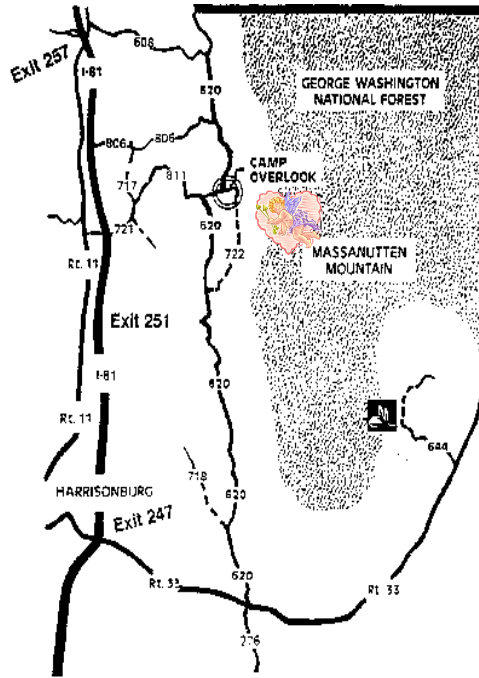 Exit 257
608
I-81
620
GEORGE WASHINGTON
NATIONAL FOREST
806
806
CAMP
OVERLOOK
811
717
721
620
722
MASSANUTTEN
MOUNTAIN
Rt. 11
Exit 251
I-81
620
Rt. 11
644
718
HARRISONBURG
620
Exit 247
620
Rt. 33
Rt. 33
276